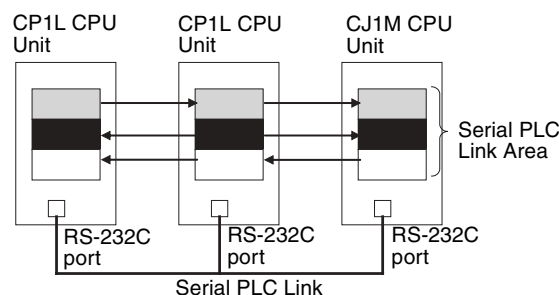 CP1L CPU
Unit
CP1L CPU
Unit
CJ1M CPU
Unit
Serial PLC
Link Area
RS-232C
port
RS-232C
port
RS-232C
port
Serial PLC Link